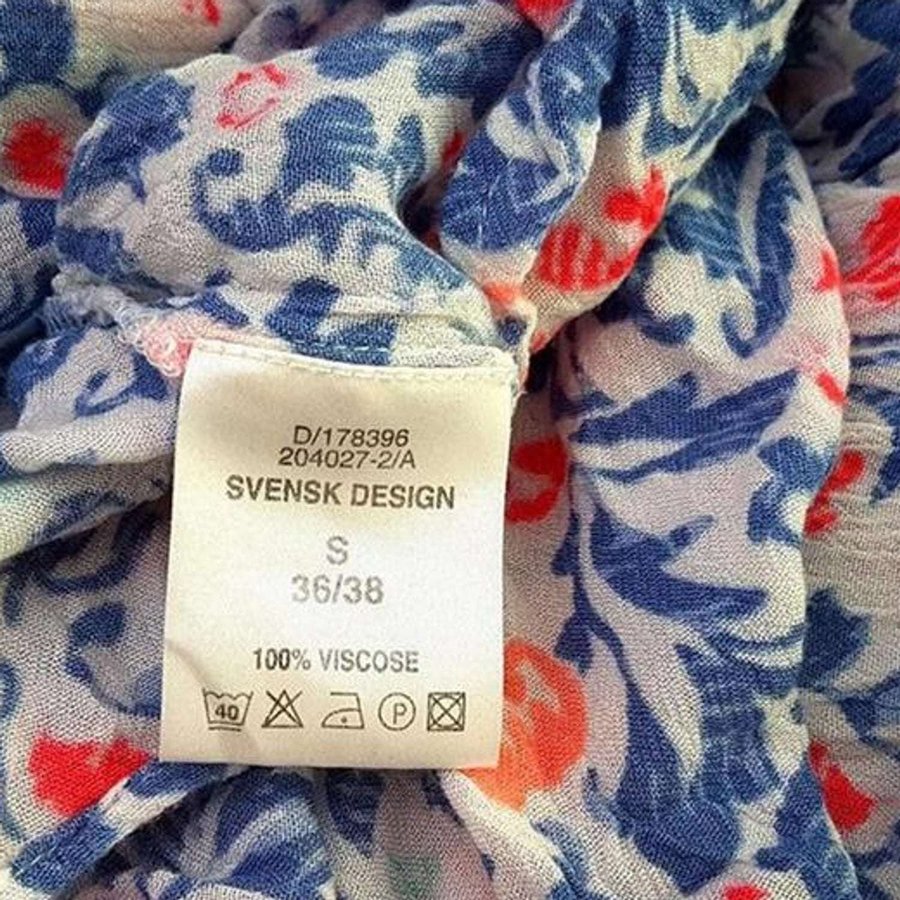 D/178396
204027-2/A
SVENSK DESIGN
S
36/38
100% VISCOSE
40 P